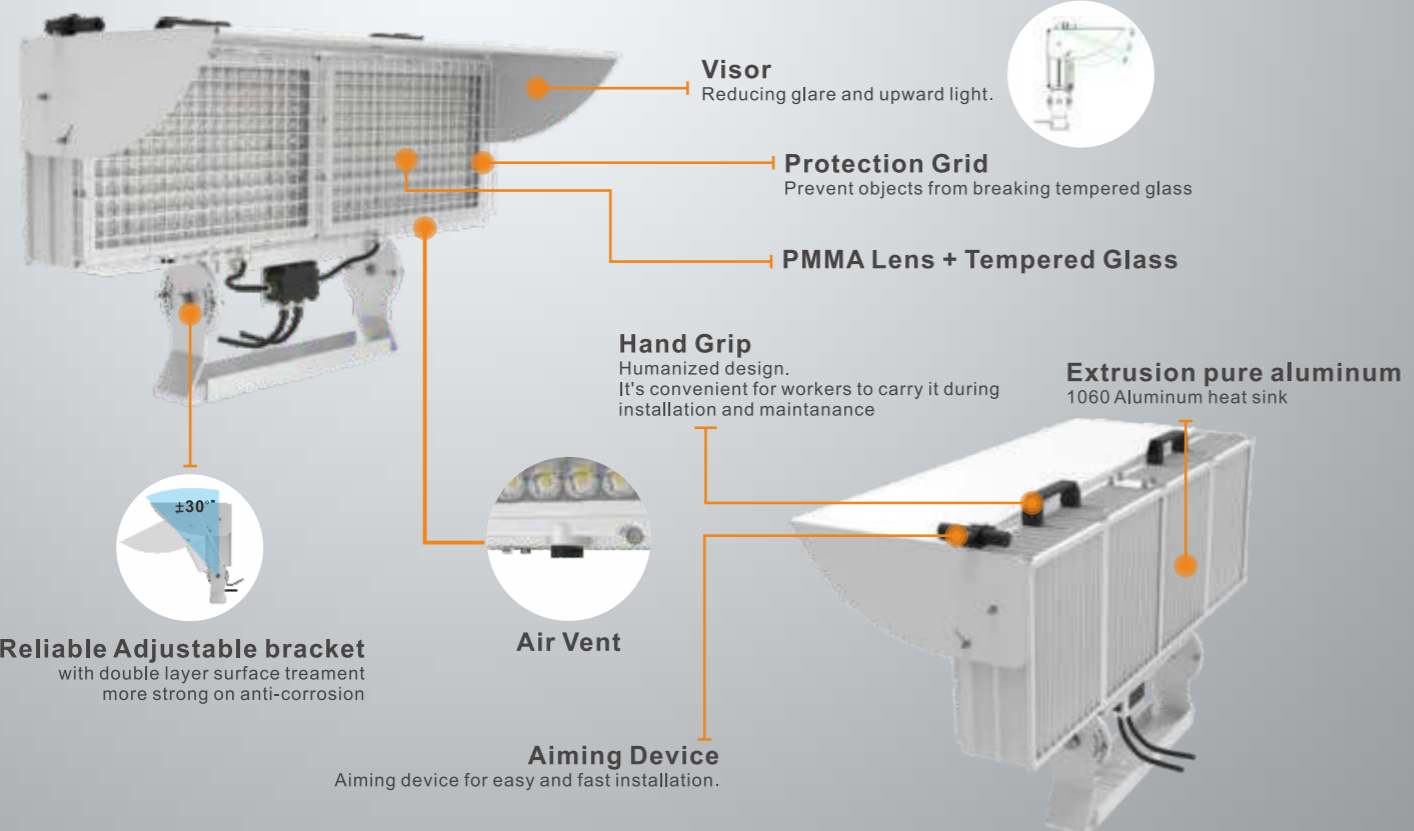 Visor
Reducing glare and upward light.
Protection Grid
Prevent objects from breaking tempered glass
PMMA Lens + Tempered Glass
Hand Grip
Humanized design.
It's convenient for workers to carry it during
installation and maintanance
Extrusion pure aluminum
1060 Aluminum heat sink
±30°
Reliable Adjustable bracket
with double layer surface treament
more strong on anti-corrosion
Air Vent
Aiming Device
Aiming device for easy and fast installation.